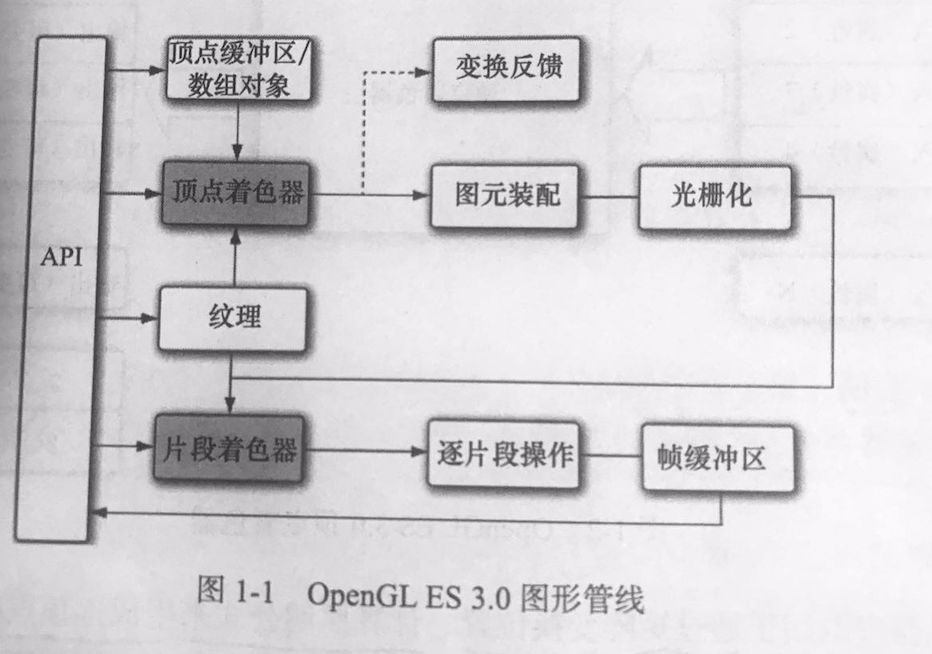 顶点缓冲区/
数组对象
变换反馈
顶点着色器
图元装配
光栅化
API
纹理
片段着色器
逐片段操作
帧缓冲区
图 1-1 OpenGL ES 3.0 图形管线